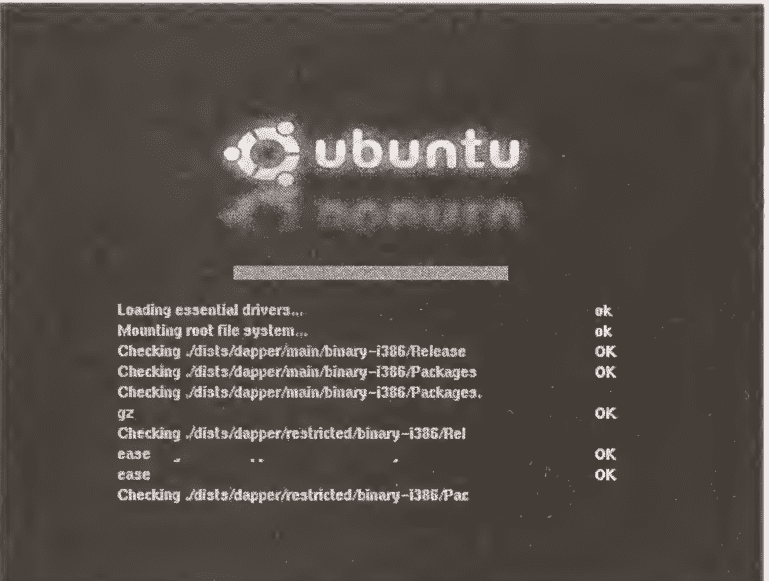 ubuntu
Loading essential drivers... ok
Mounting root file system... ok
Checking ./dists/dapper/main/binary-i386/Release OK
Checking ./dists/dapper/main/binary-i386/Packages OK
Checking ./dists/dapper/main/binary-i386/Packages.
gz OK
Checking ./dists/dapper/restricted/binary-i386/Rel
ease OK
ease OK
Checking ./dists/dapper/restricted/binary-i386/Pac